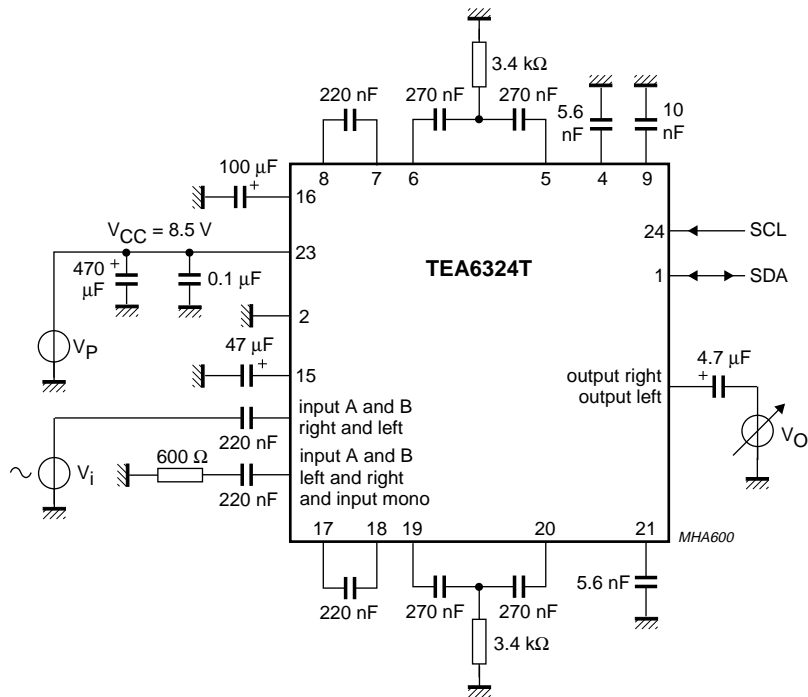 3.4 kΩ
220 nF
270 nF
270 nF
5.6 nF
10 nF
8
7
6
5
4
9
100 µF
+
16
VCC = 8.5 V
23
24
SCL
TEA6324T
470 µF
+
0.1 µF
1
SDA
2
VP
47 µF
+
15
4.7 µF
+
output right
output left
input A and B
right and left
220 nF
VO
600 Ω
input A and B
left and right
and input mono
Vi
220 nF
17
18
19
20
21
MHA600
220 nF
270 nF
270 nF
5.6 nF
3.4 kΩ